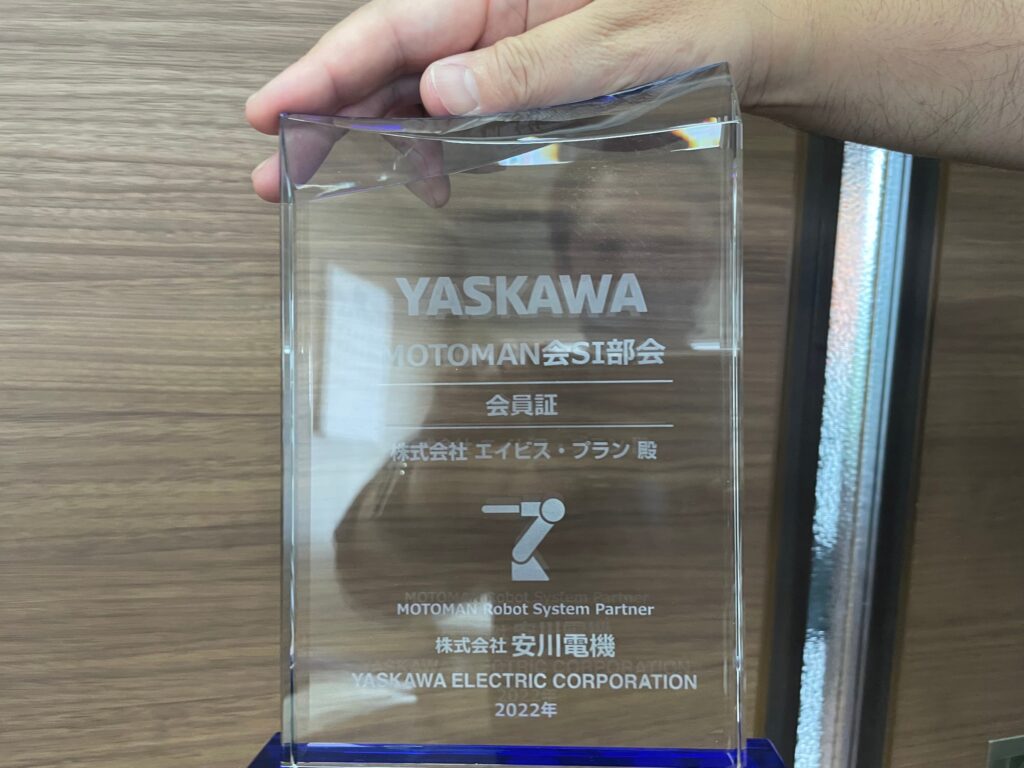 YASKAWA
MOTOMAN会SI部会
会員証
株式会社 エイビス・プラン 殿
MOTOMAN Robot System Partner
株式会社 安川電機
YASKAWA ELECTRIC CORPORATION
2022年